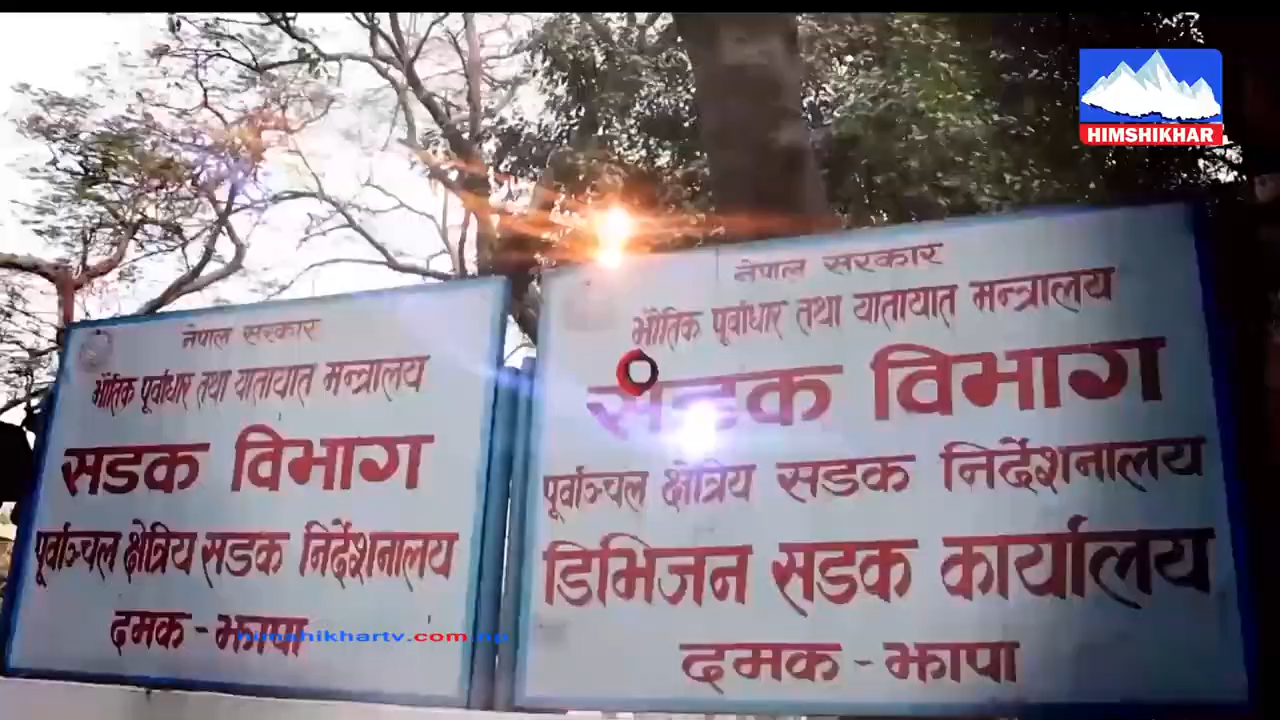 HIMSHIKHAR
नेपाल सरकार
भौतिक पूर्वाधार तथा यातायात मन्त्रालय
सडक विभाग
पूर्वाञ्चल क्षेत्रिय सडक निर्देशनालय
दमक - झापा
himshikhartv.com.np
नेपाल सरकार
भौतिक पूर्वाधार तथा यातायात मन्त्रालय
सडक विभाग
पूर्वाञ्चल क्षेत्रिय सडक निर्देशनालय
डिभिजन सडक कार्यालय
दमक - झापा